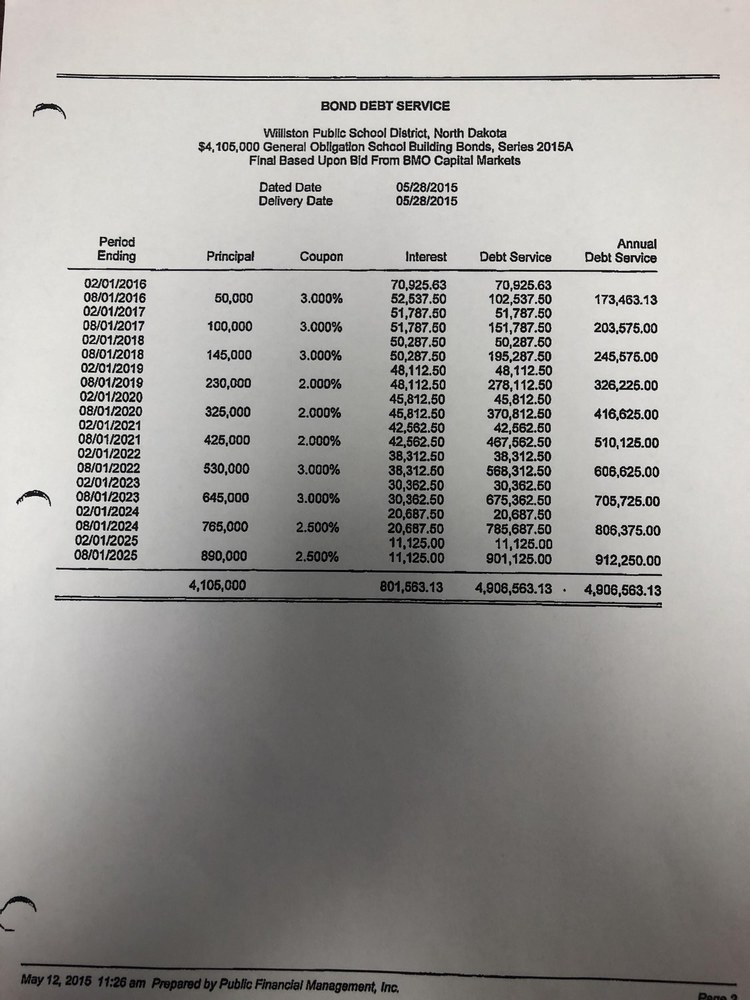 BOND DEBT SERVICE
Williston Public School District, North Dakota
$4,105,000 General Obligation School Building Bonds, Series 2015A
Final Based Upon Bid From BMO Capital Markets
Dated Date 05/28/2015
Delivery Date 05/28/2015
Period Annual
Ending Principal Coupon Interest Debt Service Debt Service
02/01/2016 70,925.63 70,925.63
08/01/2016 50,000 3.000% 52,537.50 102,537.50 173,463.13
02/01/2017 51,787.50 51,787.50
08/01/2017 100,000 3.000% 51,787.50 151,787.50 203,575.00
02/01/2018 50,287.50 50,287.50
08/01/2018 145,000 3.000% 50,287.50 195,287.50 245,575.00
02/01/2019 48,112.50 48,112.50
08/01/2019 230,000 2.000% 48,112.50 278,112.50 326,225.00
02/01/2020 45,812.50 45,812.50
08/01/2020 325,000 2.000% 45,812.50 370,812.50 416,625.00
02/01/2021 42,562.50 42,562.50
08/01/2021 425,000 2.000% 42,562.50 467,562.50 510,125.00
02/01/2022 38,312.50 38,312.50
08/01/2022 530,000 3.000% 38,312.50 568,312.50 606,625.00
02/01/2023 30,362.50 30,362.50
08/01/2023 645,000 3.000% 30,362.50 675,362.50 705,725.00
02/01/2024 20,687.50 20,687.50
08/01/2024 765,000 2.500% 20,687.50 785,687.50 806,375.00
02/01/2025 11,125.00 11,125.00
08/01/2025 890,000 2.500% 11,125.00 901,125.00 912,250.00
4,105,000 801,563.13 4,906,563.13 4,906,563.13
May 12, 2015 11:26 am Prepared by Public Financial Management, Inc.
Page